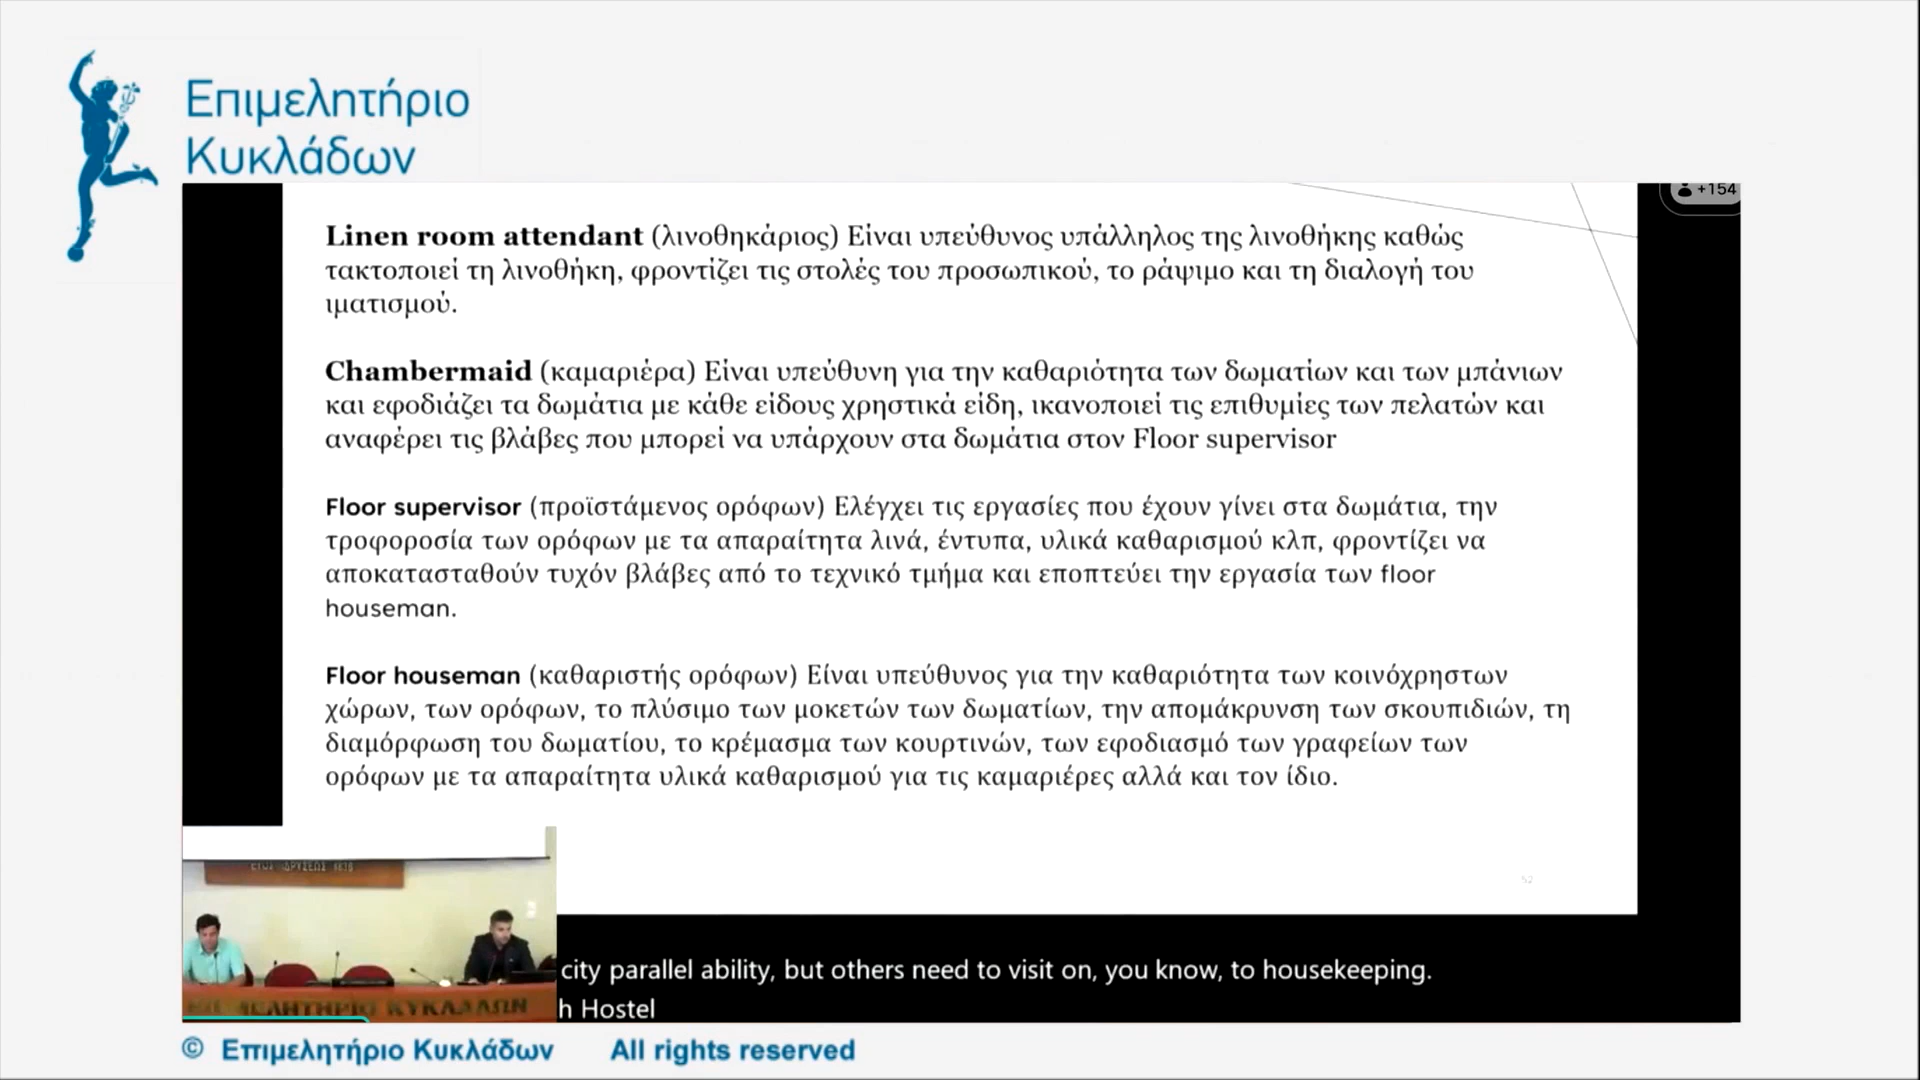 Επιμελητήριο
Κυκλάδων
+154
Linen room attendant (λινοθηκάριος) Είναι υπεύθυνος υπάλληλος της λινοθήκης καθώς
τακτοποιεί τη λινοθήκη, φροντίζει τις στολές του προσωπικού, το ράψιμο και τη διαλογή του
ιματισμού.
Chambermaid (καμαριέρα) Είναι υπεύθυνη για την καθαριότητα των δωματίων και των μπάνιων
και εφοδιάζει τα δωμάτια με κάθε είδους χρηστικά είδη, ικανοποιεί τις επιθυμίες των πελατών και
αναφέρει τις βλάβες που μπορεί να υπάρχουν στα δωμάτια στον Floor supervisor
Floor supervisor (προϊστάμενος ορόφων) Ελέγχει τις εργασίες που έχουν γίνει στα δωμάτια, την
τροφοροσία των ορόφων με τα απαραίτητα λινά, έντυπα, υλικά καθαρισμού κλπ, φροντίζει να
αποκατασταθούν τυχόν βλάβες από το τεχνικό τμήμα και εποπτεύει την εργασία των floor
houseman.
Floor houseman (καθαριστής ορόφων) Είναι υπεύθυνος για την καθαριότητα των κοινόχρηστων
χώρων, των ορόφων, το πλύσιμο των μοκετών των δωματίων, την απομάκρυνση των σκουπιδιών, τη
διαμόρφωση του δωματίου, το κρέμασμα των κουρτινών, των εφοδιασμό των γραφείων των
ορόφων με τα απαραίτητα υλικά καθαρισμού για τις καμαριέρες αλλά και τον ίδιο.
52
ΕΠΙΜΕΛΗΤΗΡΙΟ ΚΥΚΛΑΔΩΝ
city parallel ability, but others need to visit on, you know, to housekeeping.
h Hostel
© Επιμελητήριο Κυκλάδων All rights reserved